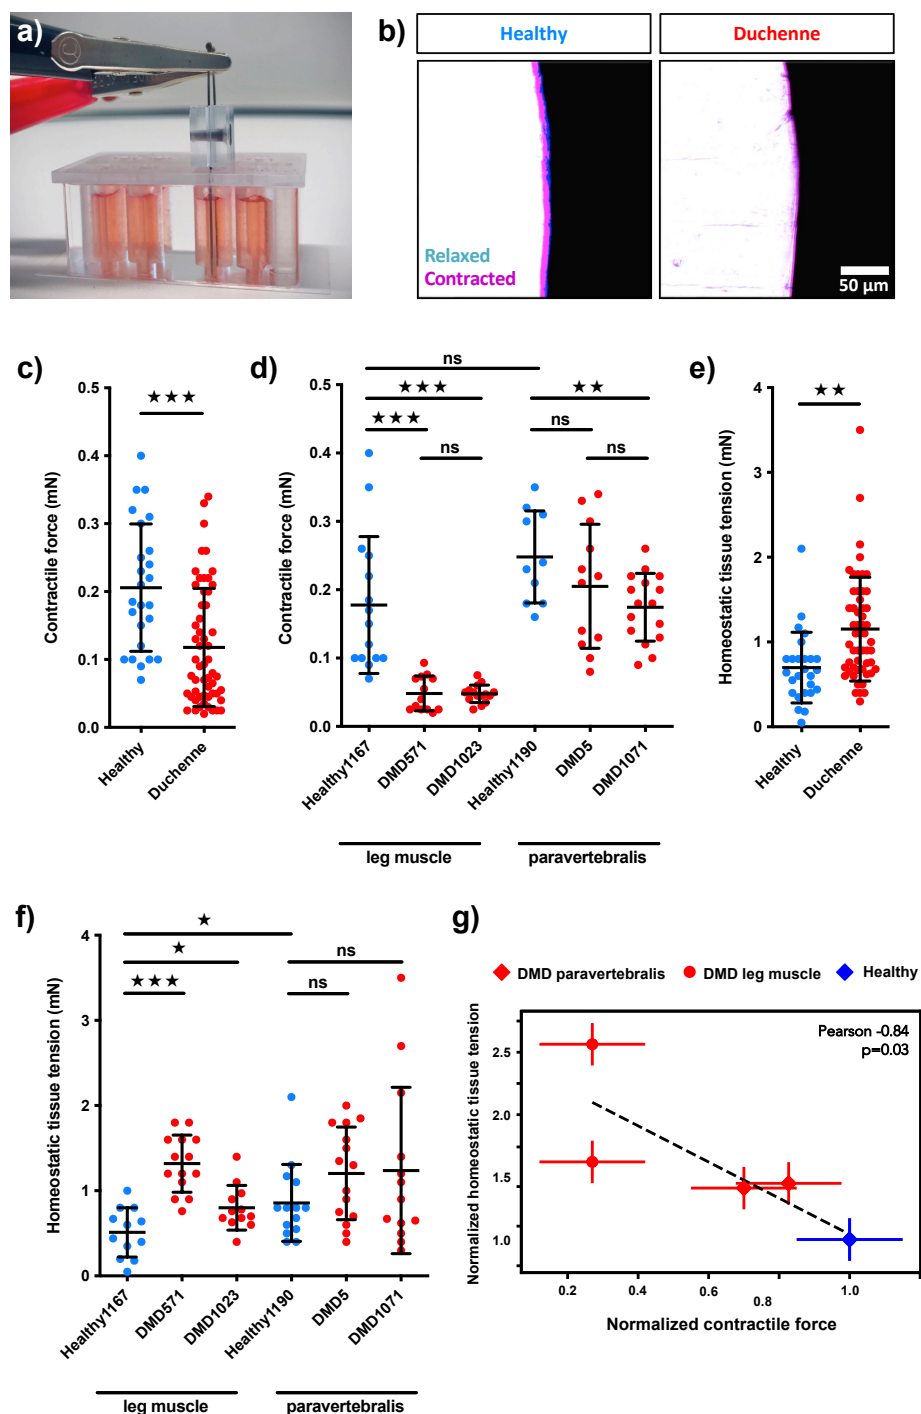 a)
b)
Healthy
Duchenne
Relaxed
Contracted
50 µm
c)
★★★
Contractile force (mN)
0.5
0.4
0.3
0.2
0.1
0.0
Healthy
Duchenne
d)
ns
★★★
★★
★★★
ns
ns
ns
Contractile force (mN)
0.5
0.4
0.3
0.2
0.1
0.0
Healthy1167
DMD571
DMD1023
Healthy1190
DMD5
DMD1071
leg muscle
paravertebralis
e)
★★
Homeostatic tissue tension (mN)
4
3
2
1
0
Healthy
Duchenne
f)
★
★
ns
★★★
ns
Homeostatic tissue tension (mN)
4
3
2
1
0
Healthy1167
DMD571
DMD1023
Healthy1190
DMD5
DMD1071
leg muscle
paravertebralis
g)
DMD paravertebralis
DMD leg muscle
Healthy
Pearson -0.84
p=0.03
Normalized homeostatic tissue tension
2.5
2.0
1.5
1.0
0.2
0.4
0.6
0.8
1.0
Normalized contractile force